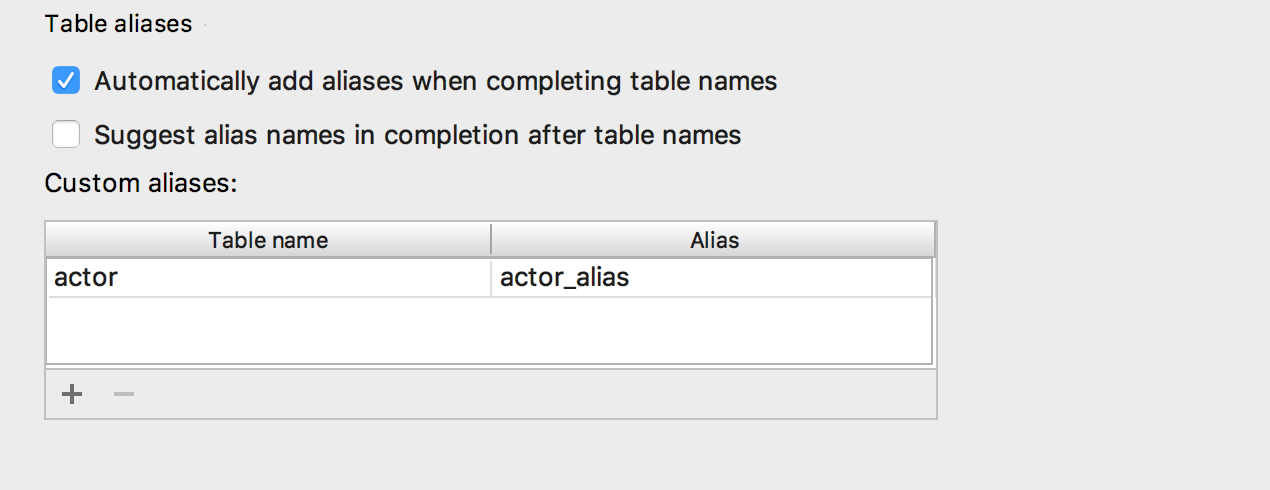 Table aliases
Automatically add aliases when completing table names
Suggest alias names in completion after table names
Custom aliases:
Table name Alias
actor actor_alias